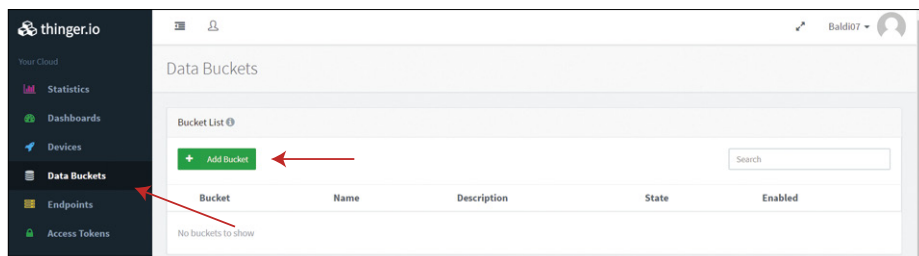 thinger.io
Baldi07
Your Cloud
Statistics
Dashboards
Devices
Data Buckets
Endpoints
Access Tokens
Data Buckets
Bucket List
+ Add Bucket
Search
Bucket Name Description State Enabled
No buckets to show